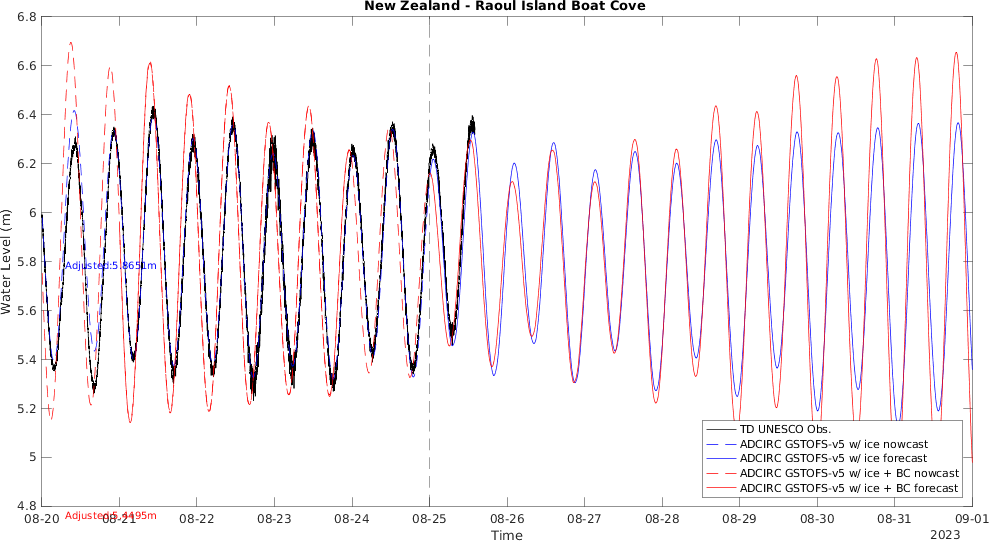 New Zealand - Raoul Island Boat Cove
6.8
6.6
6.4
6.2
6
5.8
5.6
5.4
5.2
5
4.8
Water Level (m)
Adjusted:5.8651m
Adjusted:5.4495m
TD UNESCO Obs.
ADCIRC GSTOFS-v5 w/ ice nowcast
ADCIRC GSTOFS-v5 w/ ice forecast
ADCIRC GSTOFS-v5 w/ ice + BC nowcast
ADCIRC GSTOFS-v5 w/ ice + BC forecast
08-20 08-21 08-22 08-23 08-24 08-25 08-26 08-27 08-28 08-29 08-30 08-31 09-01
Time
2023